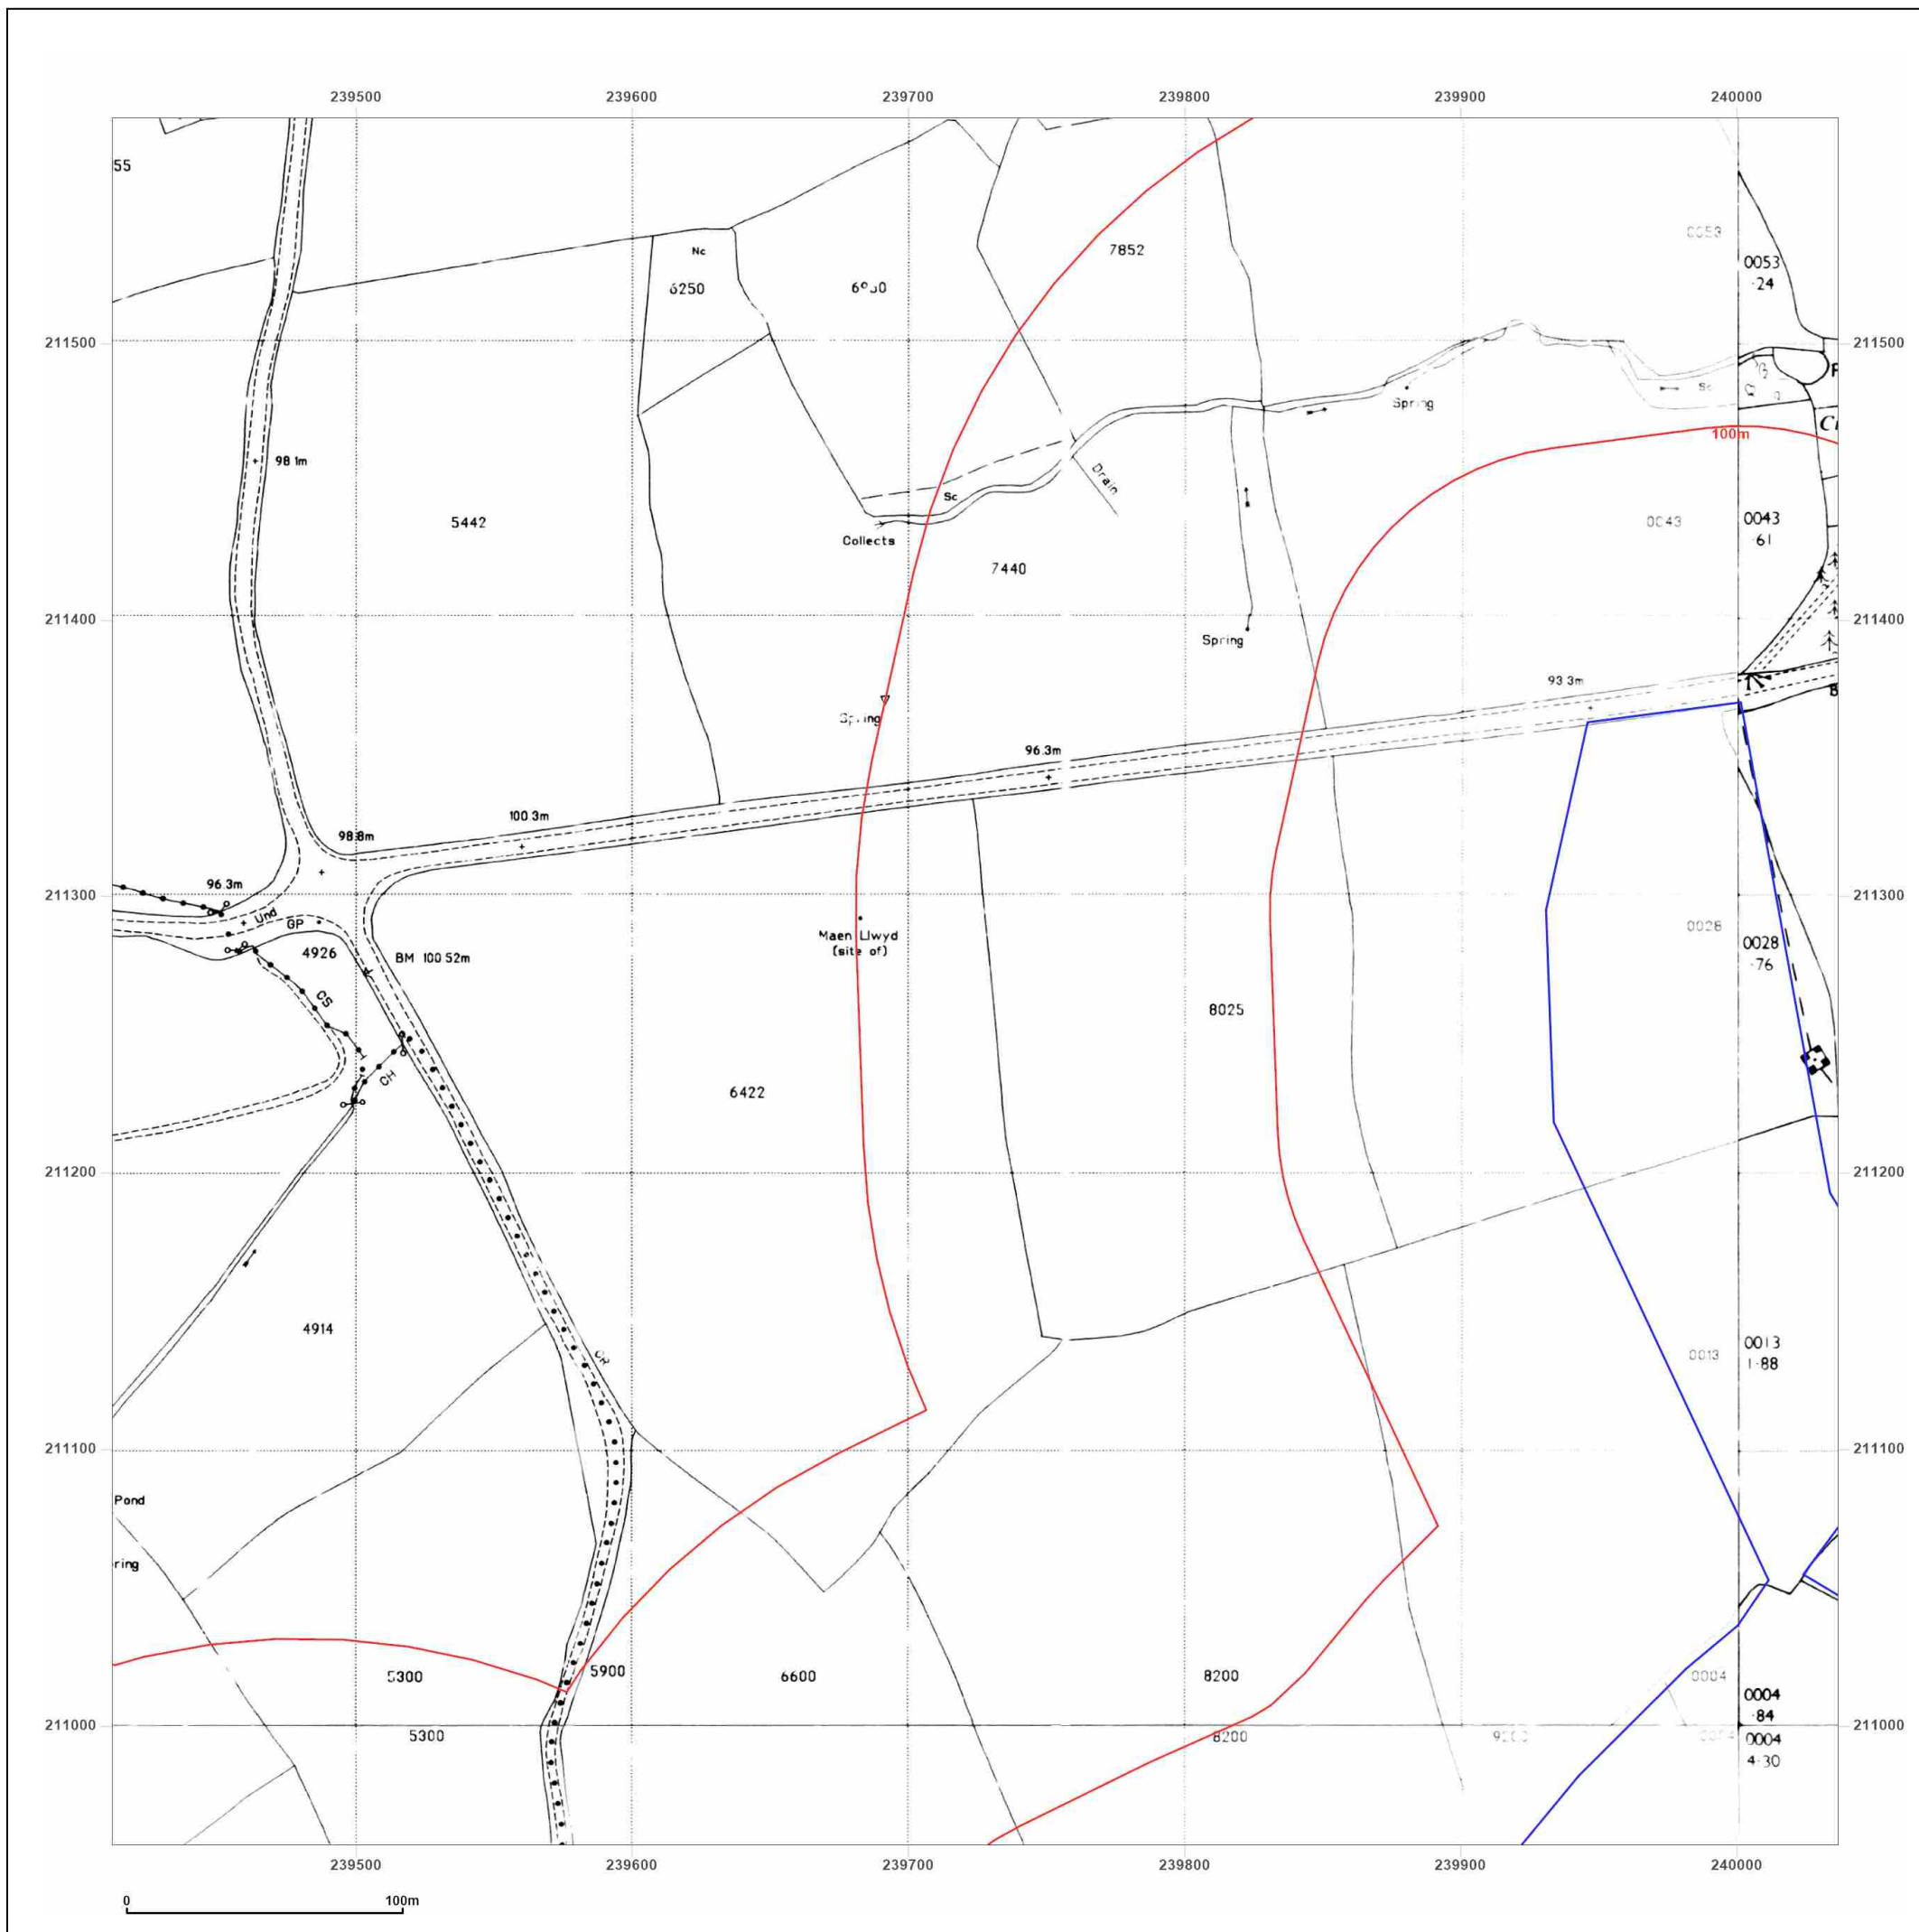 239500 239600 239700 239800 239900 240000
55
7852
0053
Nc
0053
·24
6250
211500 211500
Sc
Spring
100m
98·1m
Drain
Sc
5442
0043
0043
·61
Collects
7440
211400 211400
Spring
93·3m
Spring
96.3m
100·3m
98·8m
96.3m
211300 211300
Und
GP
Maen Llwyd
(site of)
0028
0028
·76
4926
BM 100·52m
CS
8025
CH
6422
211200 211200
4914
CR
0013
0013
1·88
211100 211100
Pond
ring
5300 5900 6600 8200 0004
0004
·84
211000 211000
5300 8200 0004
4·30
239500 239600 239700 239800 239900 240000
0 100m